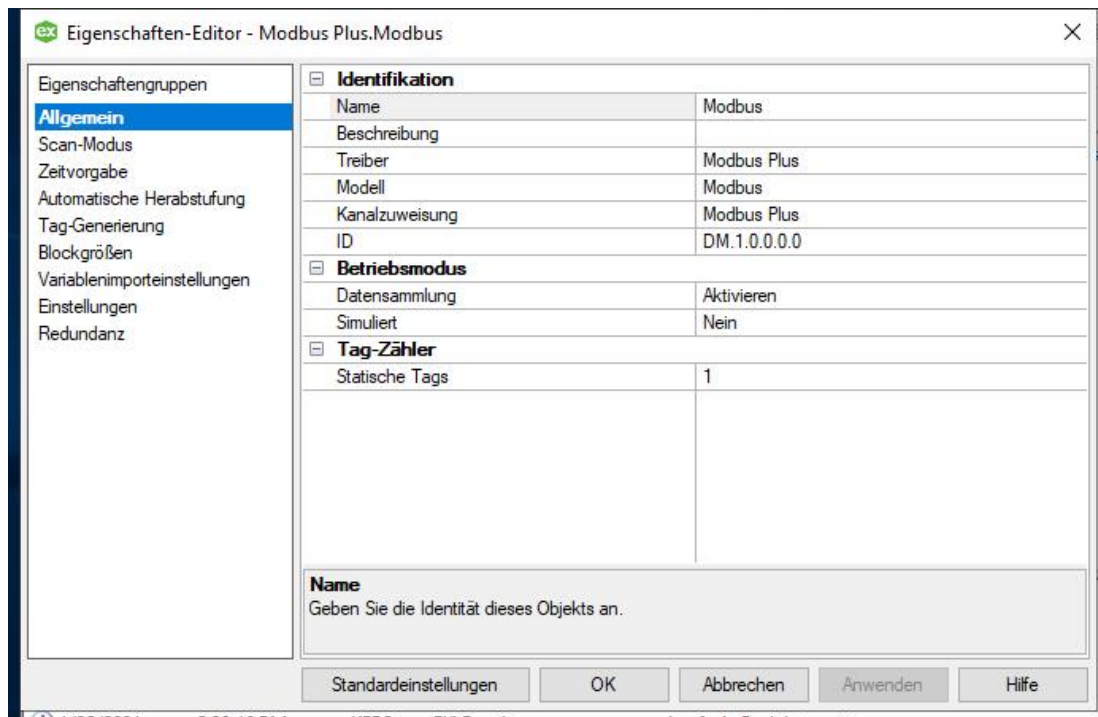 ex Eigenschaften-Editor - Modbus Plus.Modbus
Eigenschaftengruppen
Allgemein
Scan-Modus
Zeitvorgabe
Automatische Herabstufung
Tag-Generierung
Blockgrößen
Variablenimporteinstellungen
Einstellungen
Redundanz
Identifikation
Name Modbus
Beschreibung
Treiber Modbus Plus
Modell Modbus
Kanalzuweisung Modbus Plus
ID DM.1.0.0.0.0
Betriebsmodus
Datensammlung Aktivieren
Simuliert Nein
Tag-Zähler
Statische Tags 1
Name
Geben Sie die Identität dieses Objekts an.
Standardeinstellungen OK Abbrechen Anwenden Hilfe